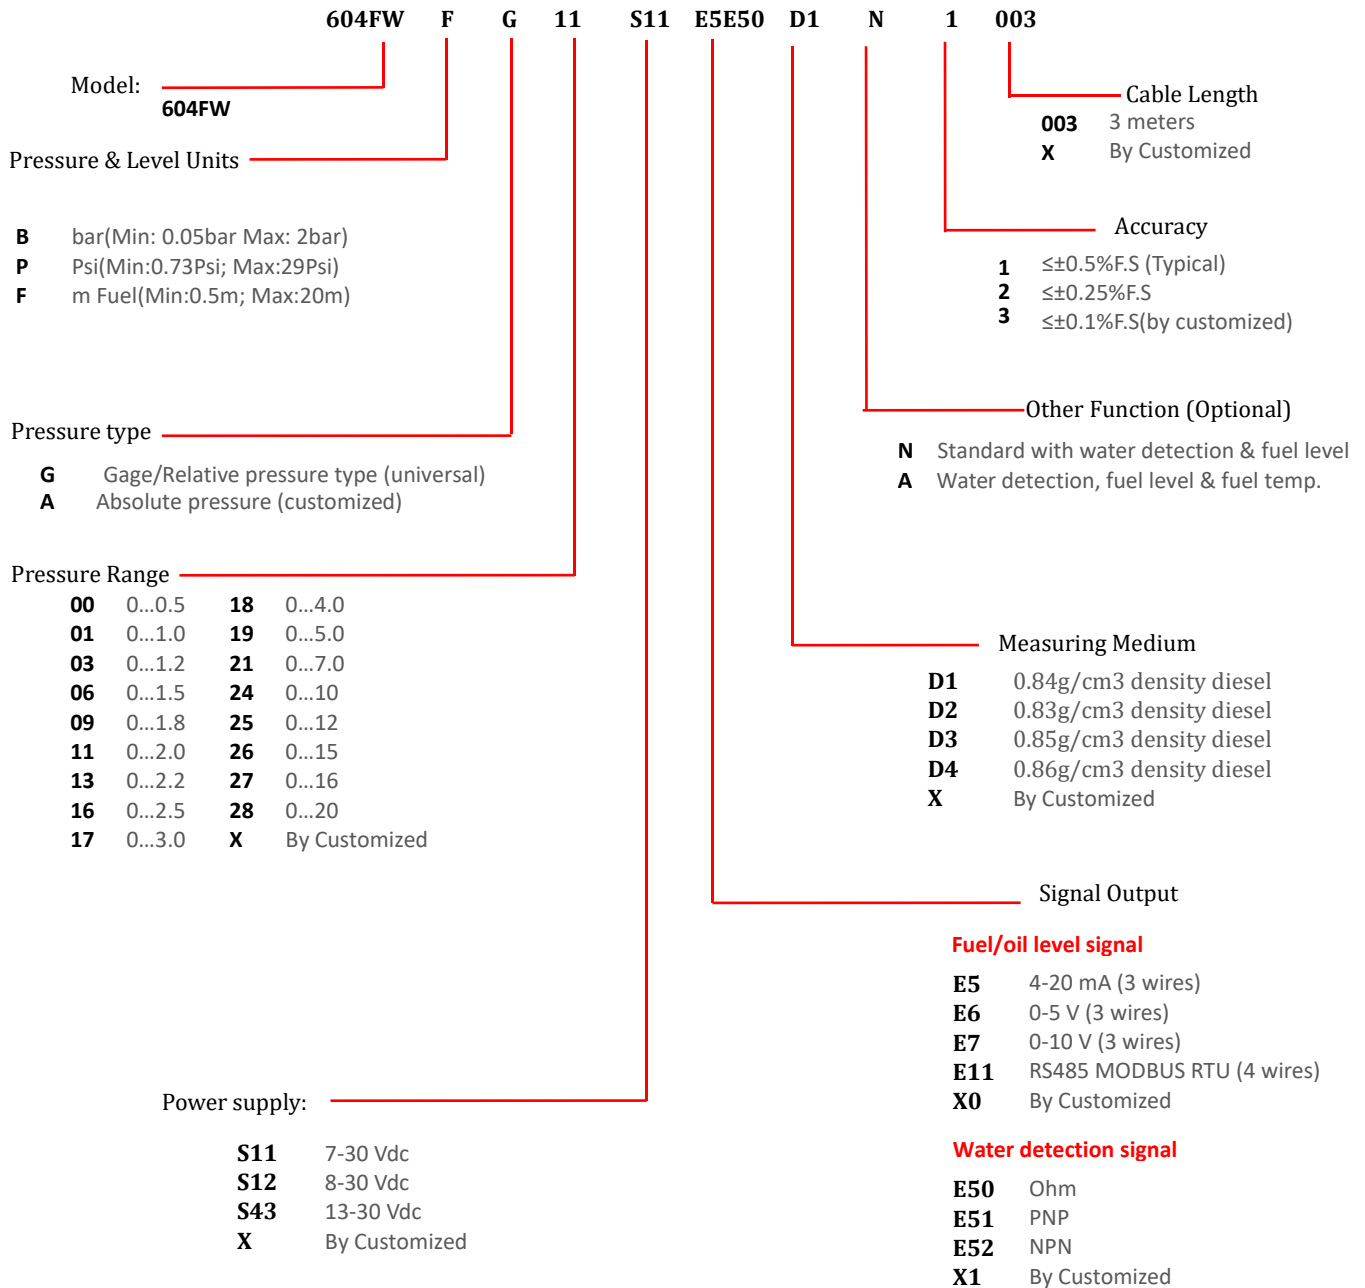 604FW F G 11 S11 E5E50 D1 N 1 003
Model:
604FW
Pressure & Level Units
B bar(Min: 0.05bar Max: 2bar)
P Psi(Min:0.73Psi; Max:29Psi)
F m Fuel(Min:0.5m; Max:20m)
Pressure type
G Gage/Relative pressure type (universal)
A Absolute pressure (customized)
Pressure Range
00 0...0.5 18 0...4.0
01 0...1.0 19 0...5.0
03 0...1.2 21 0...7.0
06 0...1.5 24 0...10
09 0...1.8 25 0...12
11 0...2.0 26 0...15
13 0...2.2 27 0...16
16 0...2.5 28 0...20
17 0...3.0 X By Customized
Power supply:
S11 7-30 Vdc
S12 8-30 Vdc
S43 13-30 Vdc
X By Customized
Cable Length
003 3 meters
X By Customized
Accuracy
1 ≤±0.5%F.S (Typical)
2 ≤±0.25%F.S
3 ≤±0.1%F.S(by customized)
Other Function (Optional)
N Standard with water detection & fuel level
A Water detection, fuel level & fuel temp.
Measuring Medium
D1 0.84g/cm3 density diesel
D2 0.83g/cm3 density diesel
D3 0.85g/cm3 density diesel
D4 0.86g/cm3 density diesel
X By Customized
Signal Output
Fuel/oil level signal
E5 4-20 mA (3 wires)
E6 0-5 V (3 wires)
E7 0-10 V (3 wires)
E11 RS485 MODBUS RTU (4 wires)
X0 By Customized
Water detection signal
E50 Ohm
E51 PNP
E52 NPN
X1 By Customized